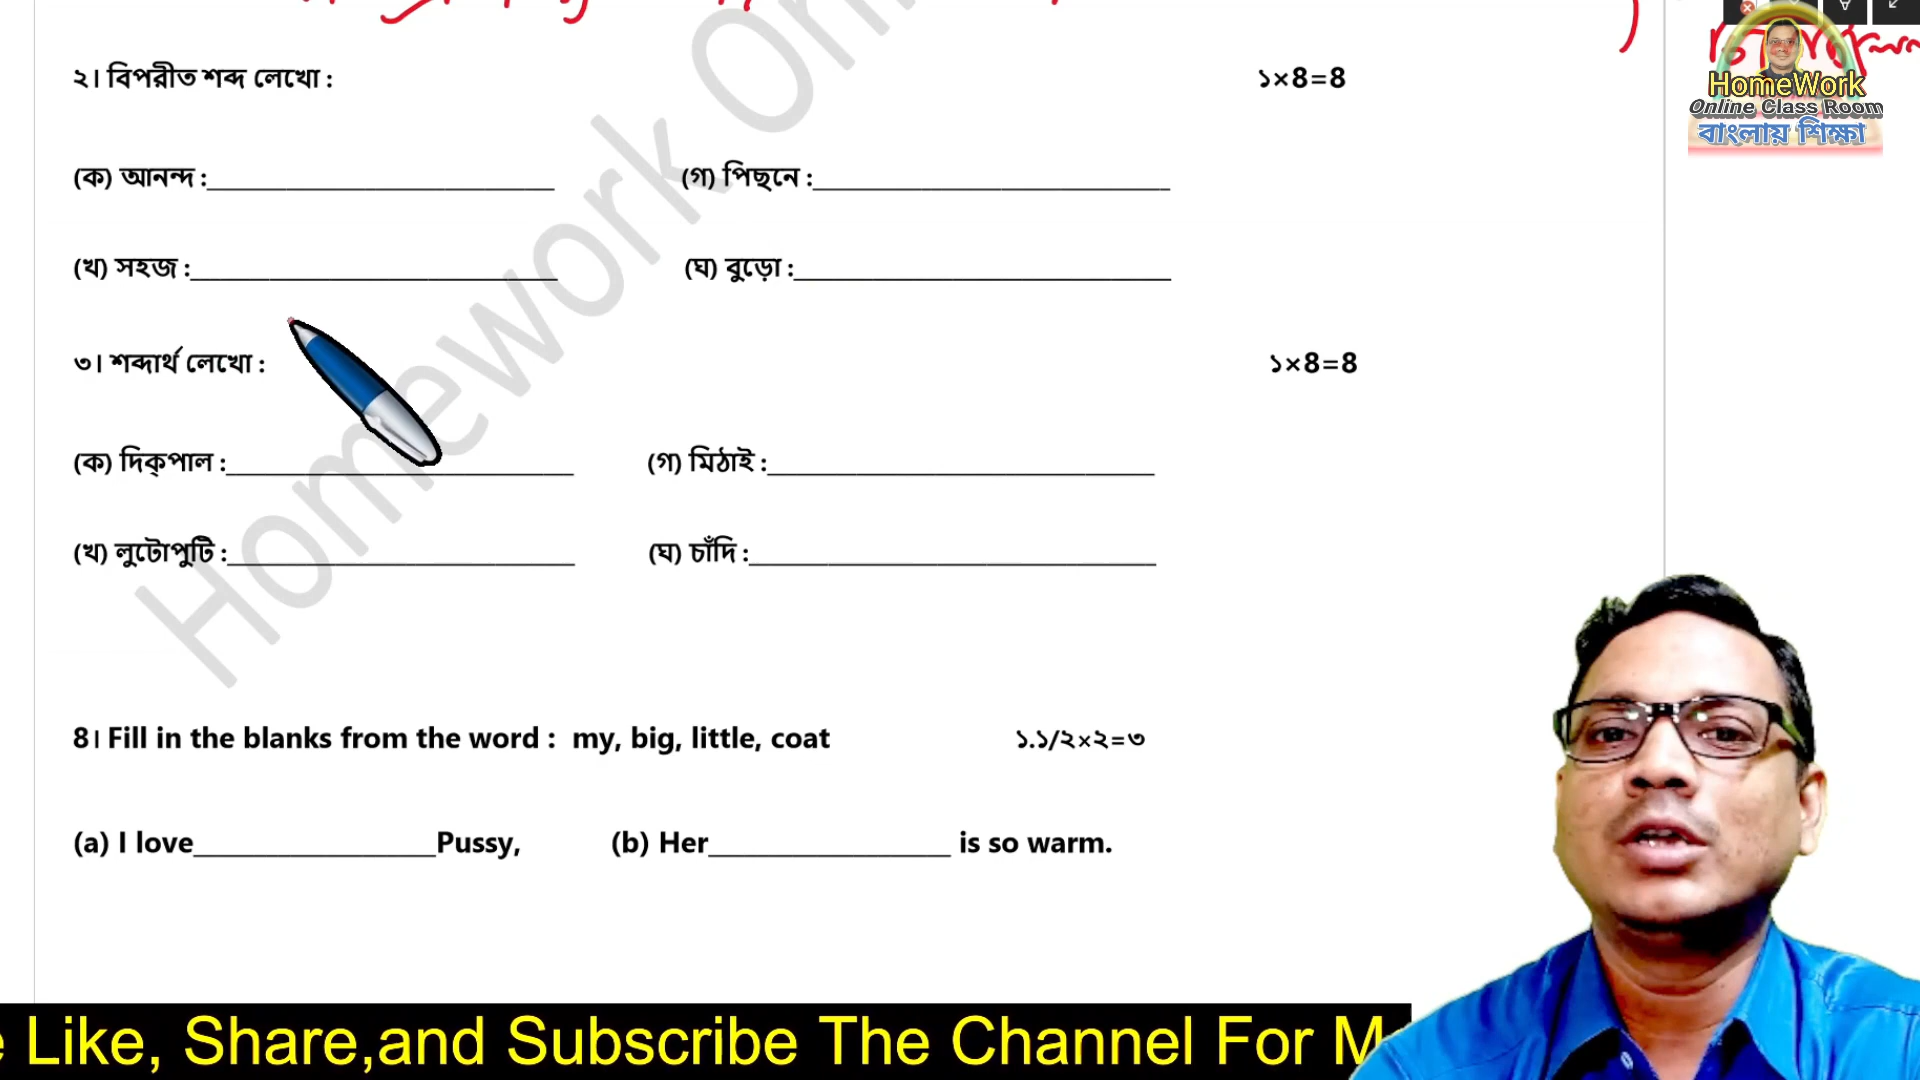 ২। বিপরীত শব্দ লেখো : ১×৪=৪
(ক) আনন্দ : (গ) পিছনে :
(খ) সহজ : (ঘ) বুড়ো :
৩। শব্দার্থ লেখো : ১×৪=৪
(ক) দিক্‌পাল : (গ) মিঠাই :
(খ) লুটোপুটি : (ঘ) চাঁদি :
৪। Fill in the blanks from the word : my, big, little, coat ১.১/২×২=৩
(a) I love Pussy, (b) Her is so warm.
HomeWork
Online Class Room
বাংলায় শিক্ষা
Homework On
Like, Share,and Subscribe The Channel For